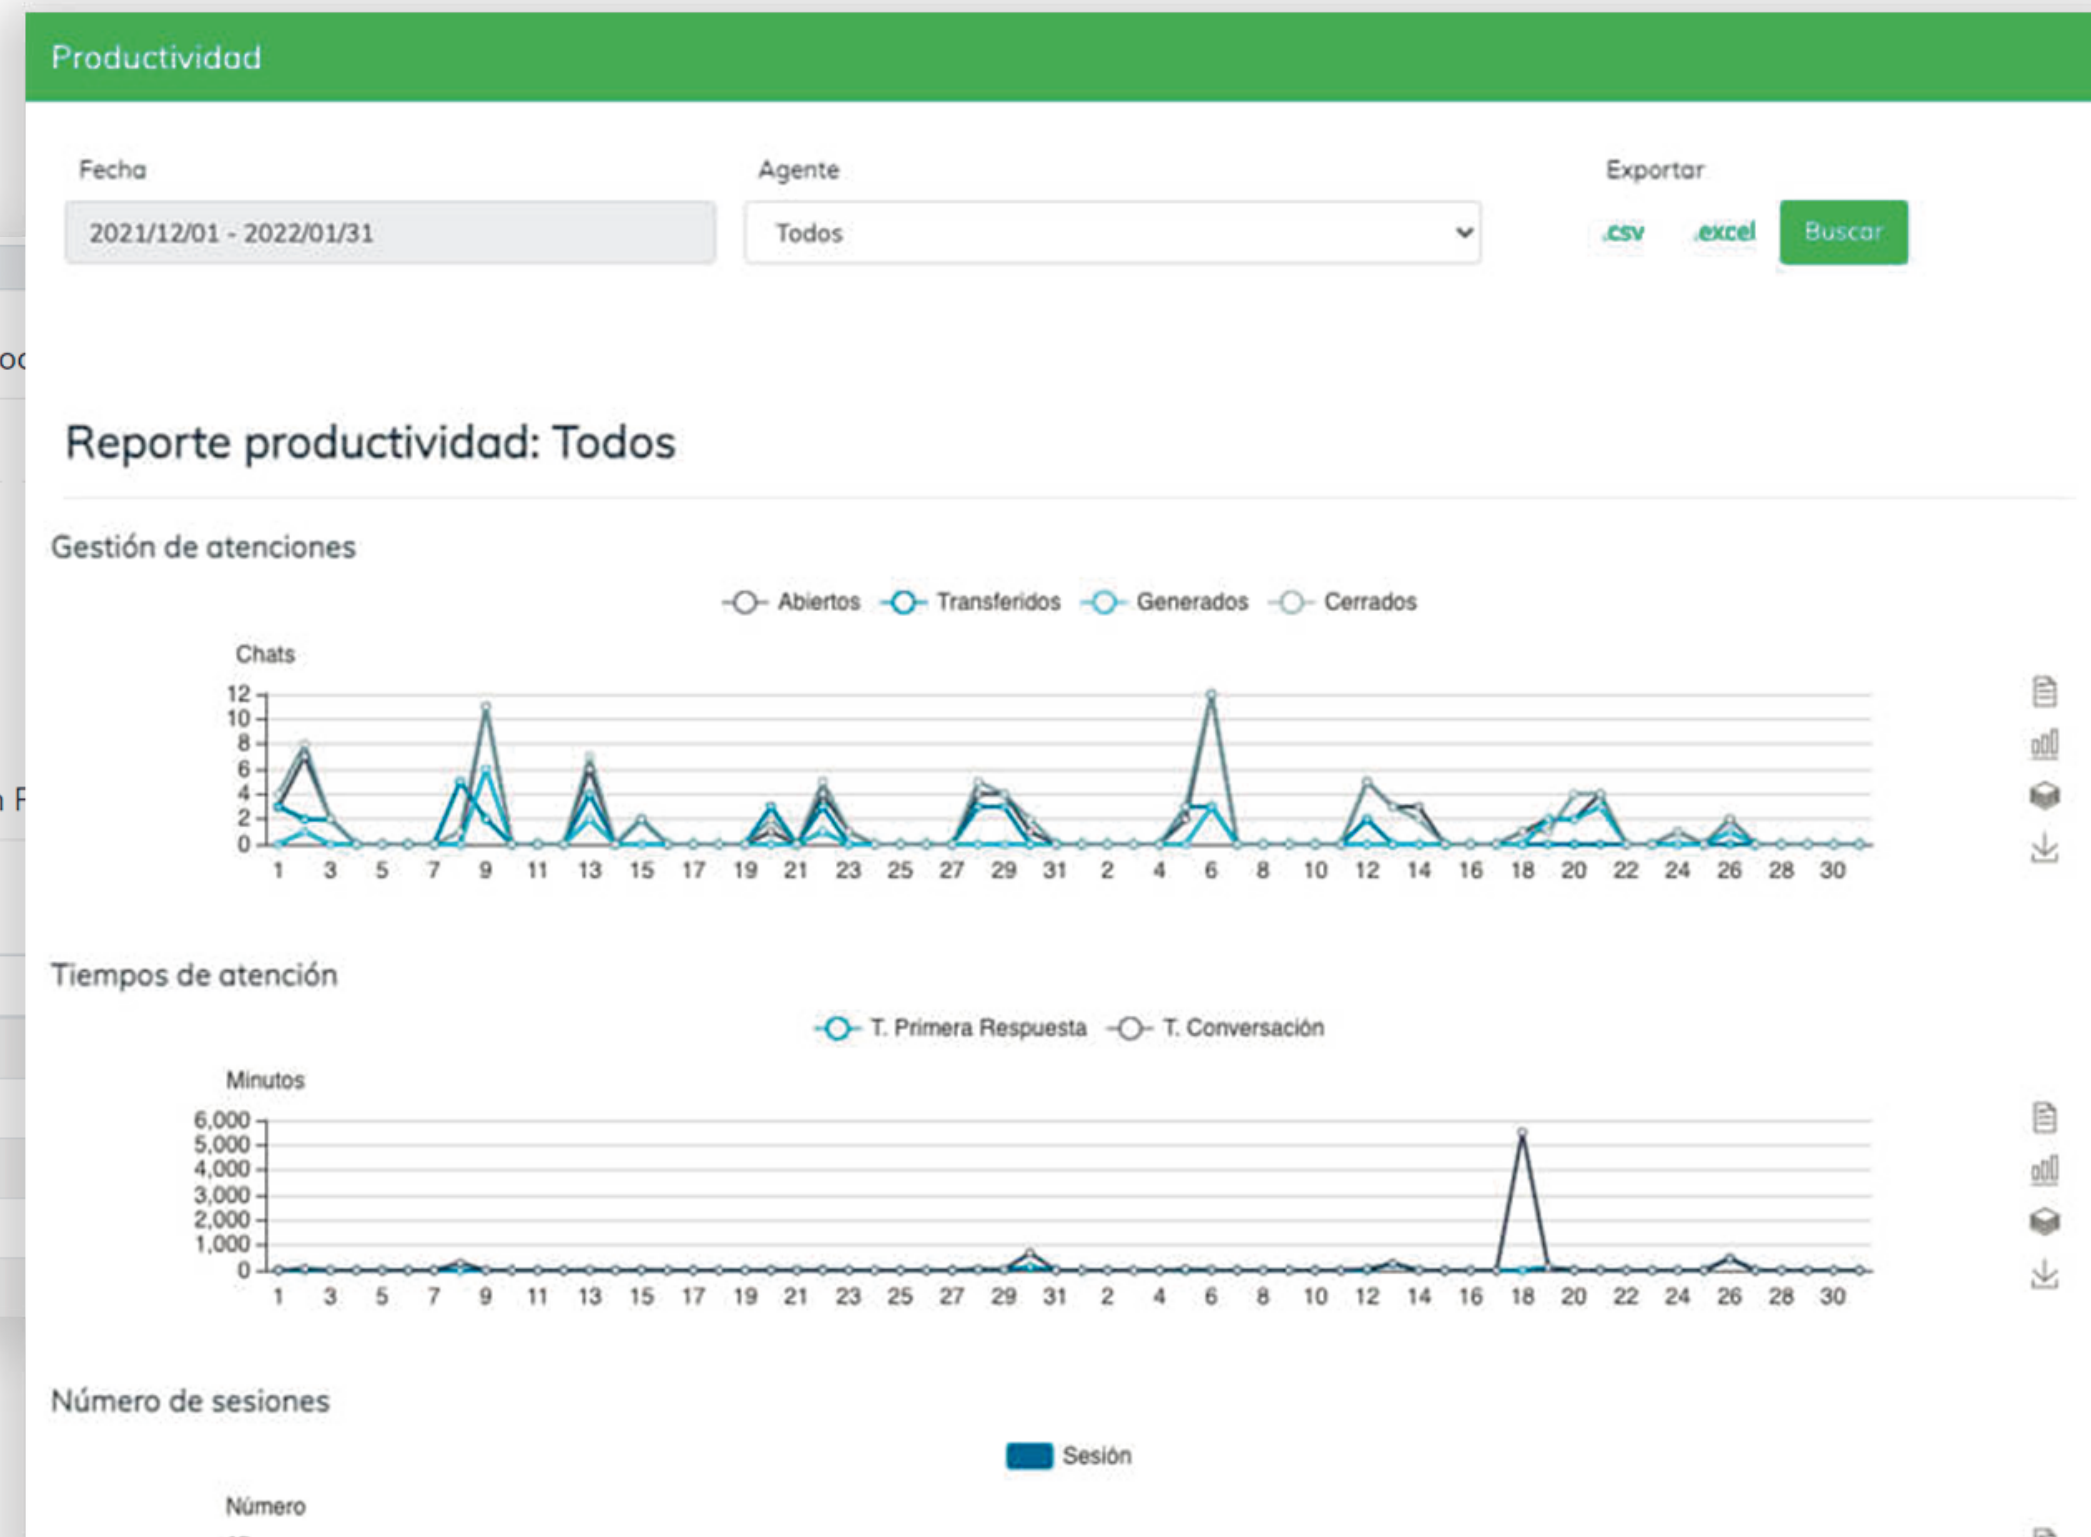 Productividad
Fecha
Agente
Exportar
2021/12/01 - 2022/01/31
Todos
.csv
.excel
Buscar
Reporte productividad: Todos
Gestión de atenciones
Abiertos Transferidos Generados Cerrados
Chats
12
10
8
6
4
2
0
1 3 5 7 9 11 13 15 17 19 21 23 25 27 29 31 2 4 6 8 10 12 14 16 18 20 22 24 26 28 30
Tiempos de atención
T. Primera Respuesta T. Conversación
Minutos
6,000
5,000
4,000
3,000
2,000
1,000
0
1 3 5 7 9 11 13 15 17 19 21 23 25 27 29 31 2 4 6 8 10 12 14 16 18 20 22 24 26 28 30
Número de sesiones
Sesión
Número